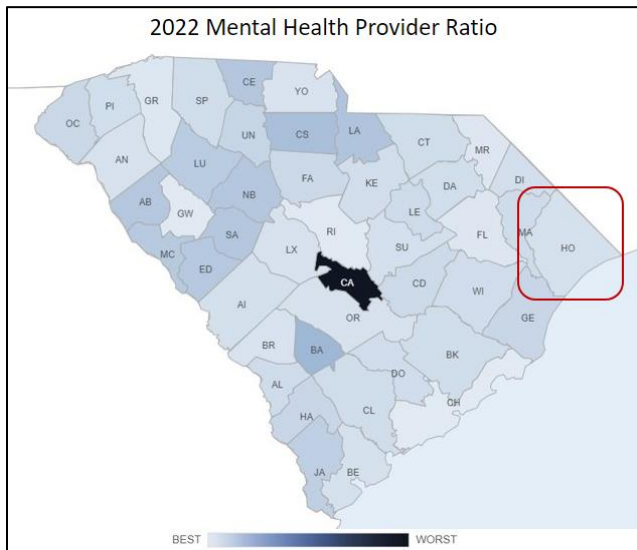 2022 Mental Health Provider Ratio
CE
YO
OC
PI
GR
SP
UN
CS
LA
CT
MR
AN
LU
FA
KE
DA
DI
AB
GW
NB
LE
MA
HO
MC
SA
LX
RI
SU
FL
ED
CA
CD
WI
GE
AI
OR
BR
BA
BK
AL
DO
HA
CL
CH
JA
BE
BEST
WORST